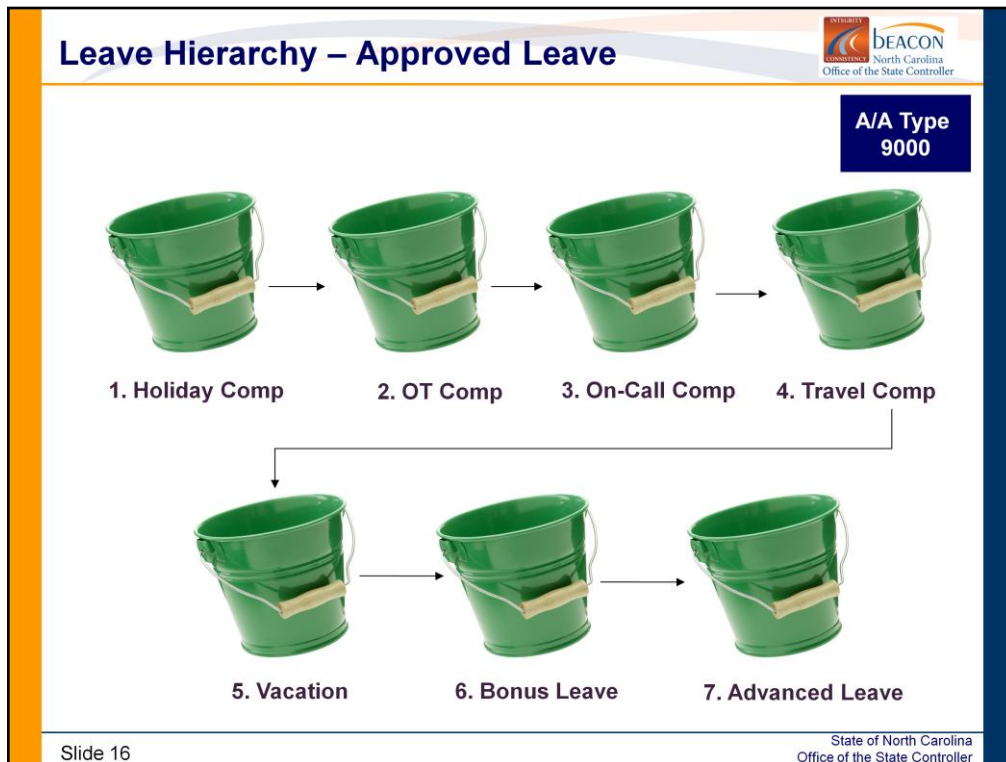 Leave Hierarchy – Approved Leave
INTEGRITY
CONSISTENCY
bEACON
North Carolina
Office of the State Controller
A/A Type
9000
1. Holiday Comp
2. OT Comp
3. On-Call Comp
4. Travel Comp
5. Vacation
6. Bonus Leave
7. Advanced Leave
Slide 16
State of North Carolina
Office of the State Controller